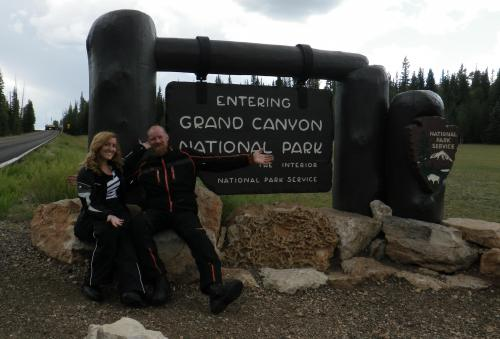 ENTERING
GRAND CANYON
NATIONAL PARK
THE INTERIOR
NATIONAL PARK SERVICE
NATIONAL
PARK
SERVICE